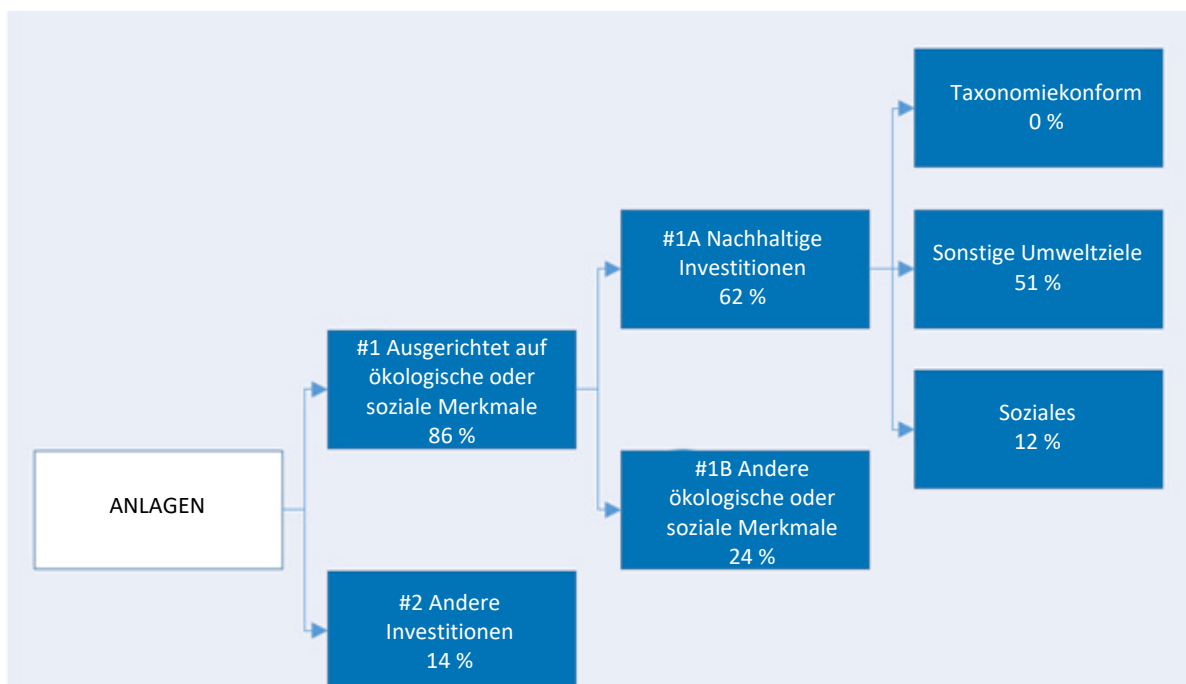 ANLAGEN
#1 Ausgerichtet auf
ökologische oder
soziale Merkmale
86 %
#2 Andere
Investitionen
14 %
#1A Nachhaltige
Investitionen
62 %
#1B Andere
ökologische oder
soziale Merkmale
24 %
Taxonomiekonform
0 %
Sonstige Umweltziele
51 %
Soziales
12 %